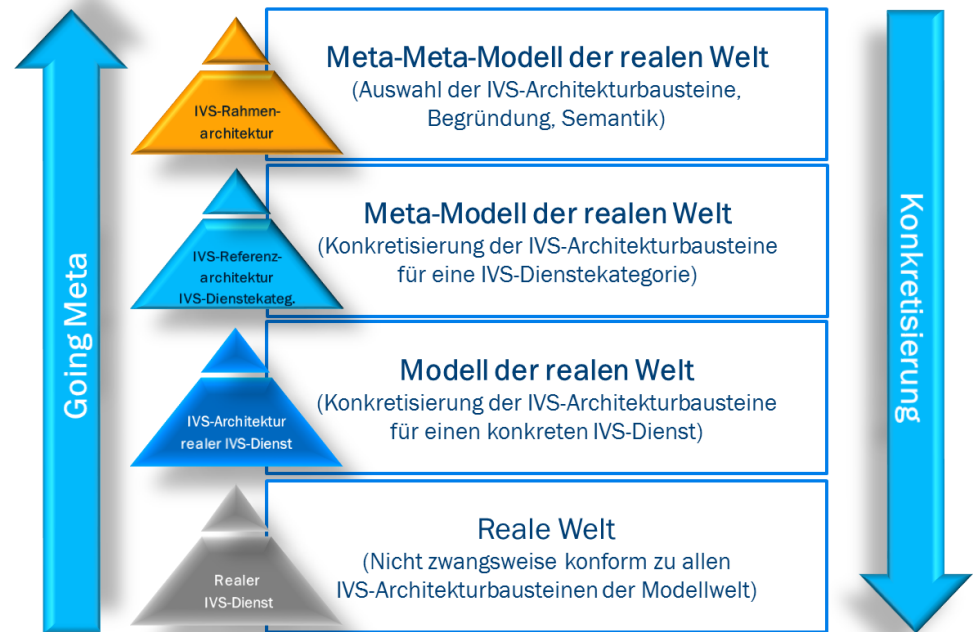 Going Meta
IVS-Rahmen-
architektur
Meta-Meta-Modell der realen Welt
(Auswahl der IVS-Architekturbausteine,
Begründung, Semantik)
IVS-Referenz-
architektur
IVS-Dienstekateg.
Meta-Modell der realen Welt
(Konkretisierung der IVS-Architekturbausteine
für eine IVS-Dienstekategorie)
IVS-Architektur
realer IVS-Dienst
Modell der realen Welt
(Konkretisierung der IVS-Architekturbausteine
für einen konkreten IVS-Dienst)
Realer
IVS-Dienst
Reale Welt
(Nicht zwangsweise konform zu allen
IVS-Architekturbausteinen der Modellwelt)
Konkretisierung